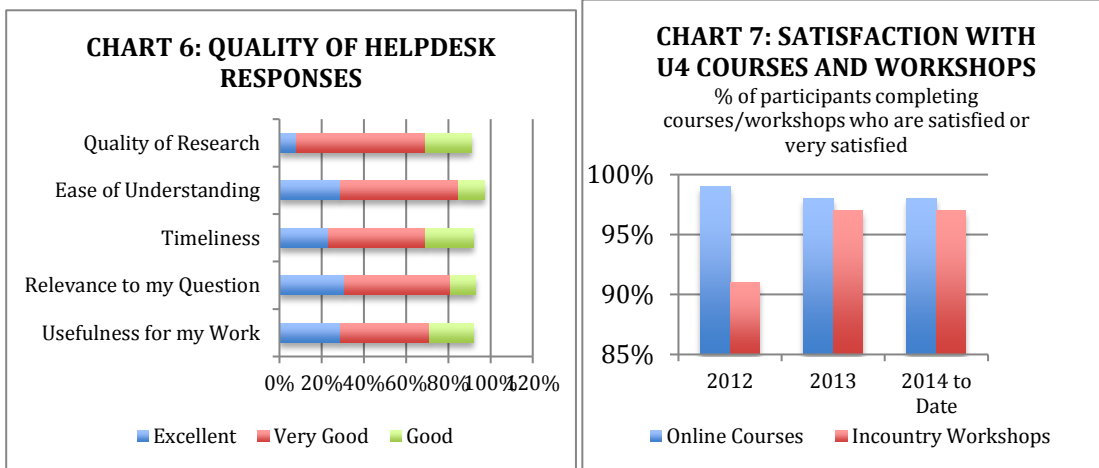 CHART 6: QUALITY OF HELPDESK
RESPONSES
Quality of Research
Ease of Understanding
Timeliness
Relevance to my Question
Usefulness for my Work
0% 20% 40% 60% 80% 100% 120%
Excellent Very Good Good
CHART 7: SATISFACTION WITH
U4 COURSES AND WORKSHOPS
% of participants completing
courses/workshops who are satisfied or
very satisfied
100%
95%
90%
85%
2012 2013 2014 to
Date
Online Courses Incountry Workshops